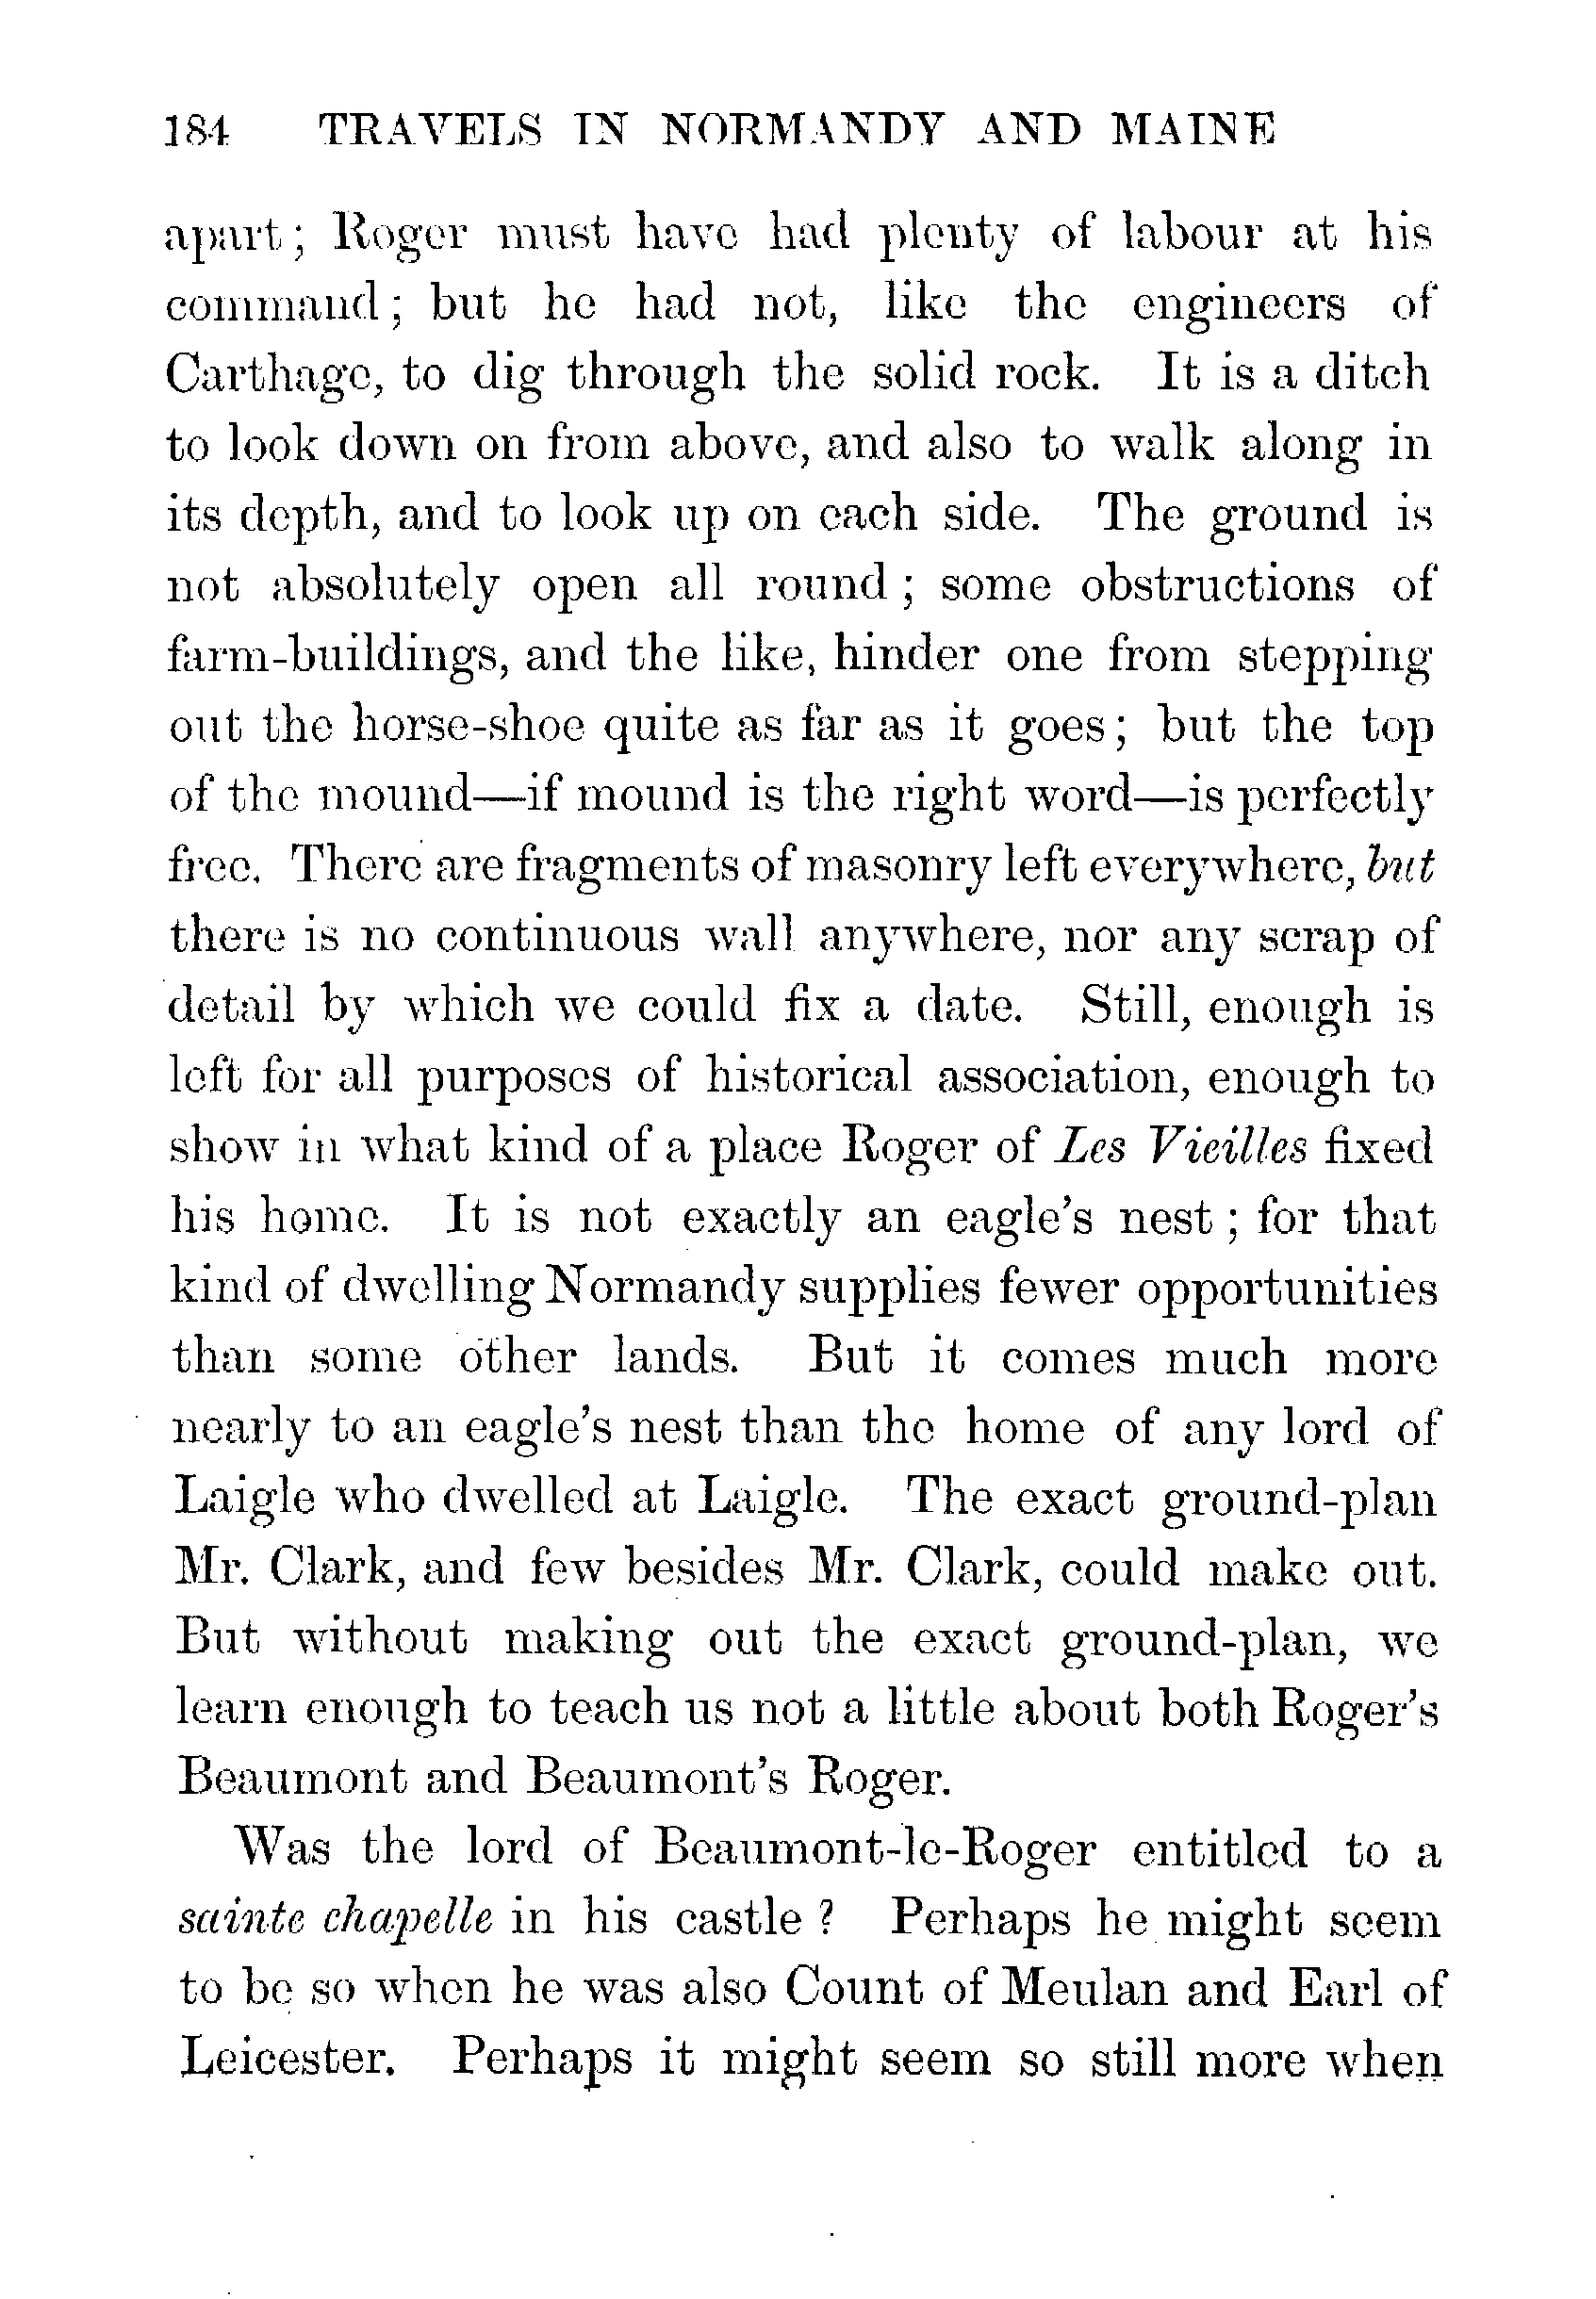 184 TRAVELS IN NORMANDY AND MAINE
apart; Roger must have had plenty of labour at his
command; but he had not, like the engineers of
Carthage, to dig through the solid rock. It is a ditch
to look down on from above, and also to walk along in
its depth, and to look up on each side. The ground is
not absolutely open all round; some obstructions of
farm-buildings, and the like, hinder one from stepping
out the horse-shoe quite as far as it goes; but the top
of the mound—if mound is the right word—is perfectly
free. There are fragments of masonry left everywhere, but
there is no continuous wall anywhere, nor any scrap of
detail by which we could fix a date. Still, enough is
left for all purposes of historical association, enough to
show in what kind of a place Roger of Les Vieilles fixed
his home. It is not exactly an eagle's nest; for that
kind of dwelling Normandy supplies fewer opportunities
than some other lands. But it comes much more
nearly to an eagle's nest than the home of any lord of
Laigle who dwelled at Laigle. The exact ground-plan
Mr. Clark, and few besides Mr. Clark, could make out.
But without making out the exact ground-plan, we
learn enough to teach us not a little about both Roger's
Beaumont and Beaumont's Roger.
Was the lord of Beaumont-le-Roger entitled to a
sainte chapelle in his castle? Perhaps he might seem
to be so when he was also Count of Meulan and Earl of
Leicester. Perhaps it might seem so still more when